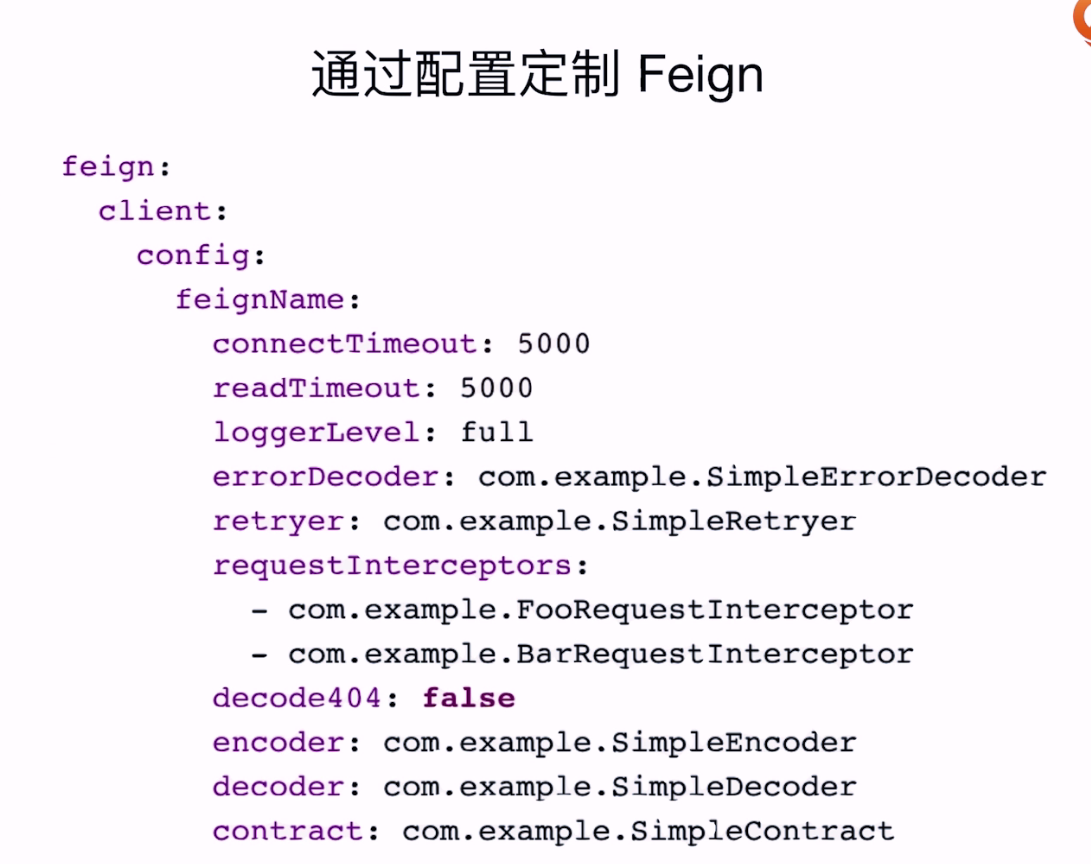 通过配置定制 Feign
feign:
client:
config:
feignName:
connectTimeout: 5000
readTimeout: 5000
loggerLevel: full
errorDecoder: com.example.SimpleErrorDecoder
retryer: com.example.SimpleRetryer
requestInterceptors:
- com.example.FooRequestInterceptor
- com.example.BarRequestInterceptor
decode404: false
encoder: com.example.SimpleEncoder
decoder: com.example.SimpleDecoder
contract: com.example.SimpleContract